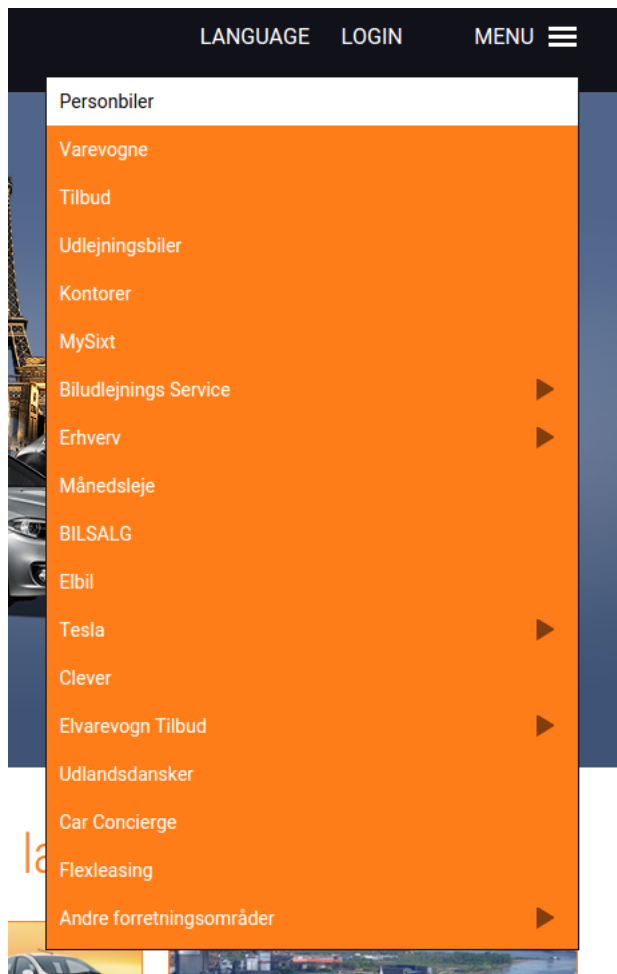 LANGUAGE LOGIN MENU
Personbiler
Varevogne
Tilbud
Udlejningsbiler
Kontorer
MySixt
Biludlejnings Service
Erhverv
Månedsleje
BILSALG
Elbil
Tesla
Clever
Elvarevogn Tilbud
Udlandsdansker
Car Concierge
la
Flexleasing
Andre forretningsområder